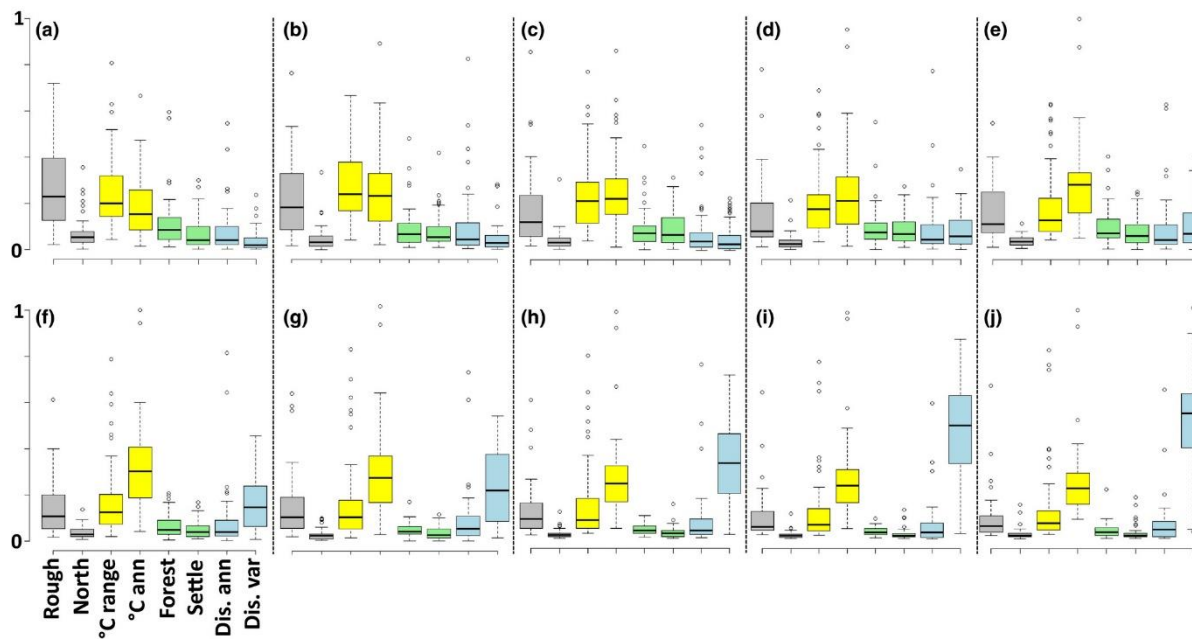 1
(a)
(b)
(c)
(d)
(e)
0
1
(f)
(g)
(h)
(i)
(j)
0
Rough
North
°C range
°C ann
Forest
Settle
Dis. ann
Dis. var